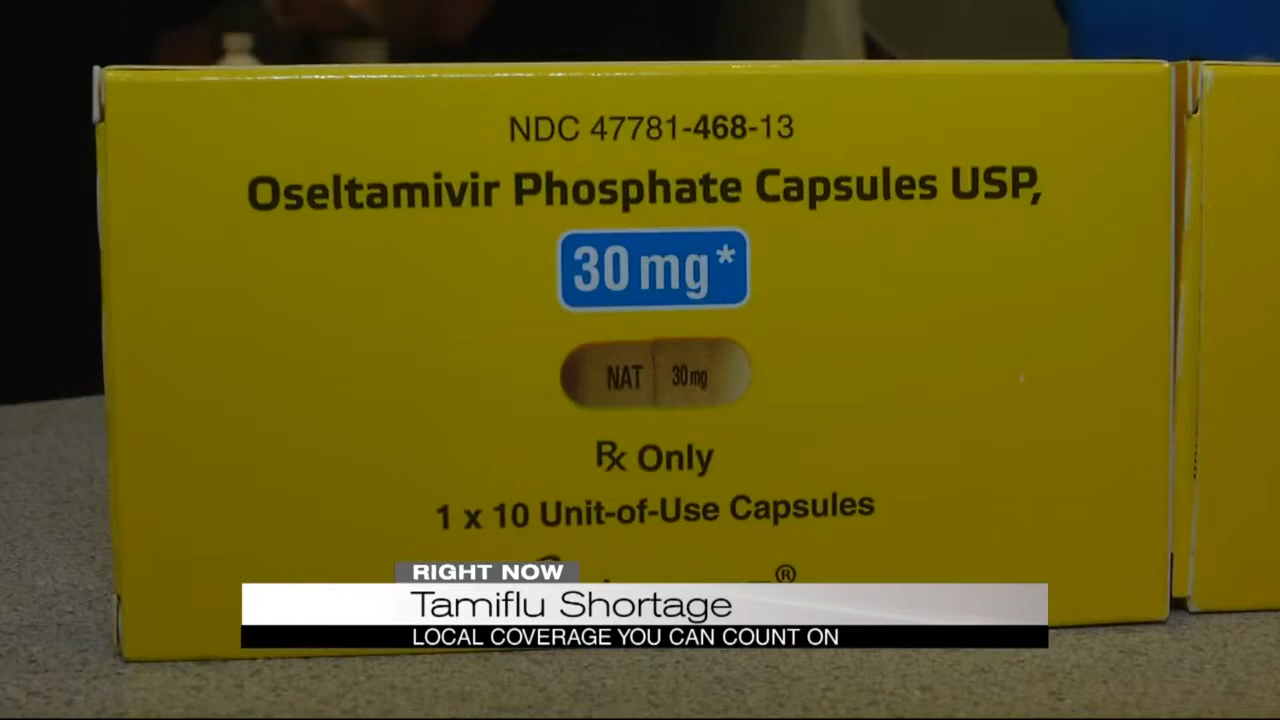 NDC 47781-468-13
Oseltamivir Phosphate Capsules USP,
30 mg*
NAT 30 mg
Rx Only
1 x 10 Unit-of-Use Capsules
®
RIGHT NOW
Tamiflu Shortage
LOCAL COVERAGE YOU CAN COUNT ON